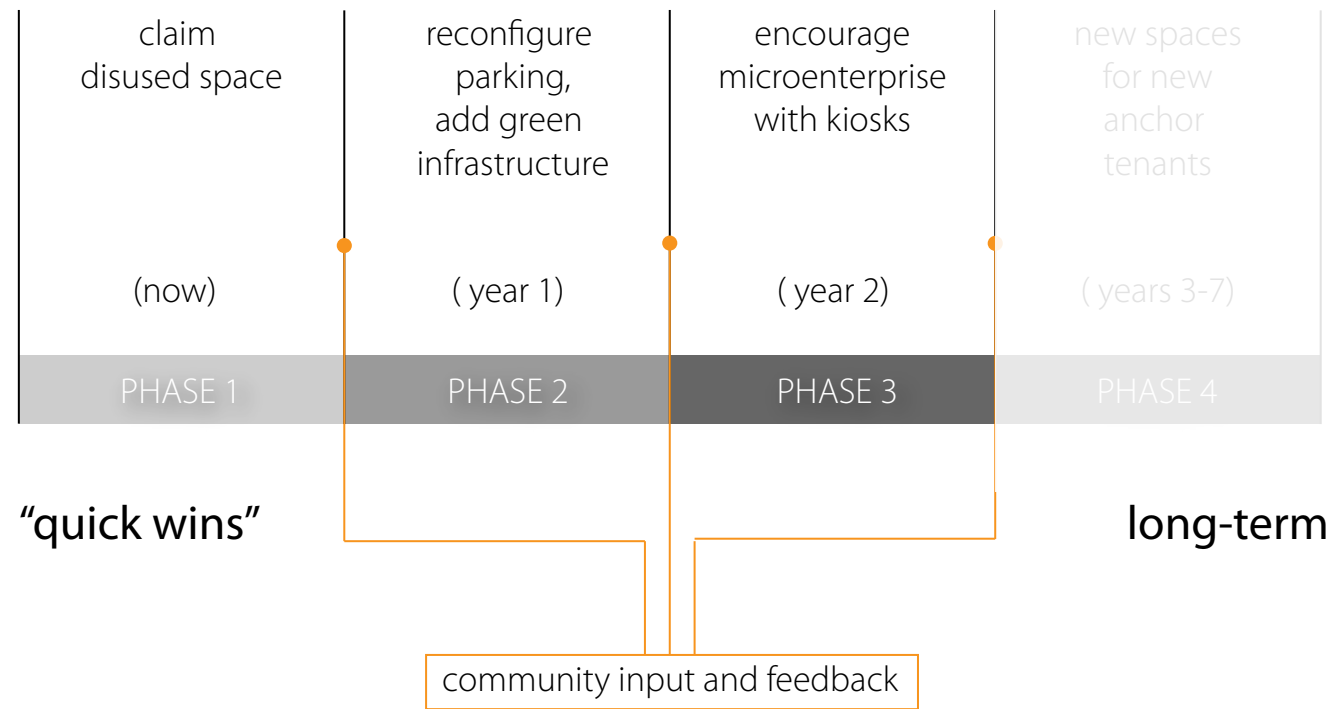 claim
disused space
(now)
PHASE 1
reconfigure
parking,
add green
infrastructure
( year 1)
PHASE 2
encourage
microenterprise
with kiosks
( year 2)
PHASE 3
new spaces
for new
anchor
tenants
( years 3-7)
PHASE 4
“quick wins”
long-term
community input and feedback